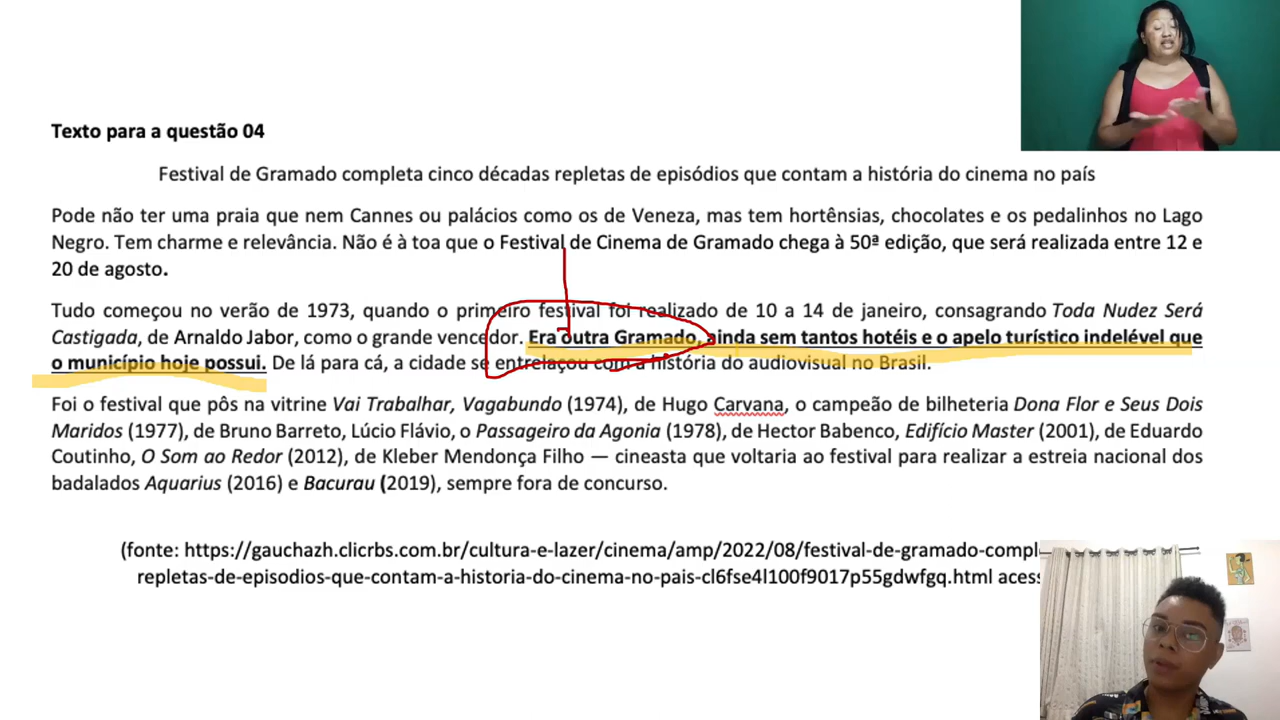 Texto para a questão 04
Festival de Gramado completa cinco décadas repletas de episódios que contam a história do cinema no país
Pode não ter uma praia que nem Cannes ou palácios como os de Veneza, mas tem hortênsias, chocolates e os pedalinhos no Lago
Negro. Tem charme e relevância. Não é à toa que o Festival de Cinema de Gramado chega à 50ª edição, que será realizada entre 12 e
20 de agosto.
Tudo começou no verão de 1973, quando o primeiro festival foi realizado de 10 a 14 de janeiro, consagrando Toda Nudez Será
Castigada, de Arnaldo Jabor, como o grande vencedor. Era outra Gramado, ainda sem tantos hotéis e o apelo turístico indelével que
o município hoje possui. De lá para cá, a cidade se entrelaçou com a história do audiovisual no Brasil.
Foi o festival que pôs na vitrine Vai Trabalhar, Vagabundo (1974), de Hugo Carvana, o campeão de bilheteria Dona Flor e Seus Dois
Maridos (1977), de Bruno Barreto, Lúcio Flávio, o Passageiro da Agonia (1978), de Hector Babenco, Edifício Master (2001), de Eduardo
Coutinho, O Som ao Redor (2012), de Kleber Mendonça Filho — cineasta que voltaria ao festival para realizar a estreia nacional dos
badalados Aquarius (2016) e Bacurau (2019), sempre fora de concurso.
(fonte: https://gauchazh.clicrbs.com.br/cultura-e-lazer/cinema/amp/2022/08/festival-de-gramado-compl
repletas-de-episodios-que-contam-a-historia-do-cinema-no-pais-cl6fse4l100f9017p55gdwfgq.html acess